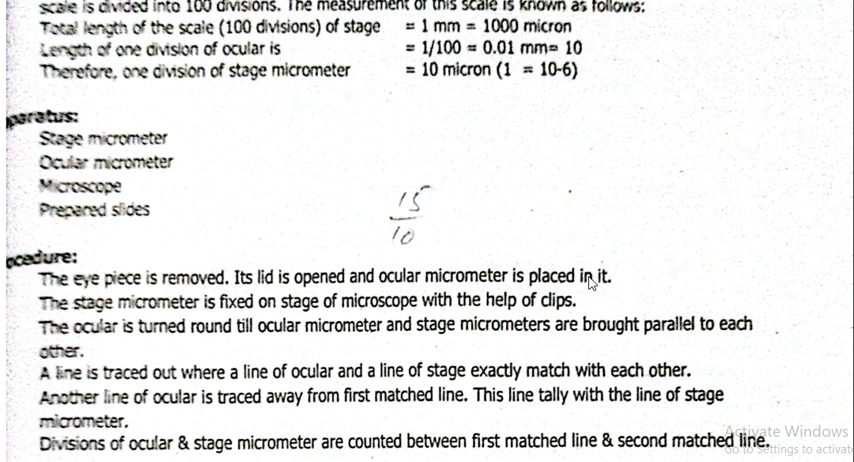 scale is divided into 100 divisions. The measurement of this scale is known as follows:
Total length of the scale (100 divisions) of stage = 1 mm = 1000 micron
Length of one division of ocular is = 1/100 = 0.01 mm= 10
Therefore, one division of stage micrometer = 10 micron (1 = 10-6)
paratus:
Stage micrometer
Ocular micrometer
Microscope
Prepared slides
15
10
ocedure:
The eye piece is removed. Its lid is opened and ocular micrometer is placed in it.
The stage micrometer is fixed on stage of microscope with the help of clips.
The ocular is turned round till ocular micrometer and stage micrometers are brought parallel to each
other.
A line is traced out where a line of ocular and a line of stage exactly match with each other.
Another line of ocular is traced away from first matched line. This line tally with the line of stage
micrometer.
Divisions of ocular & stage micrometer are counted between first matched line & second matched line.
Activate Windows
Go to Settings to activat